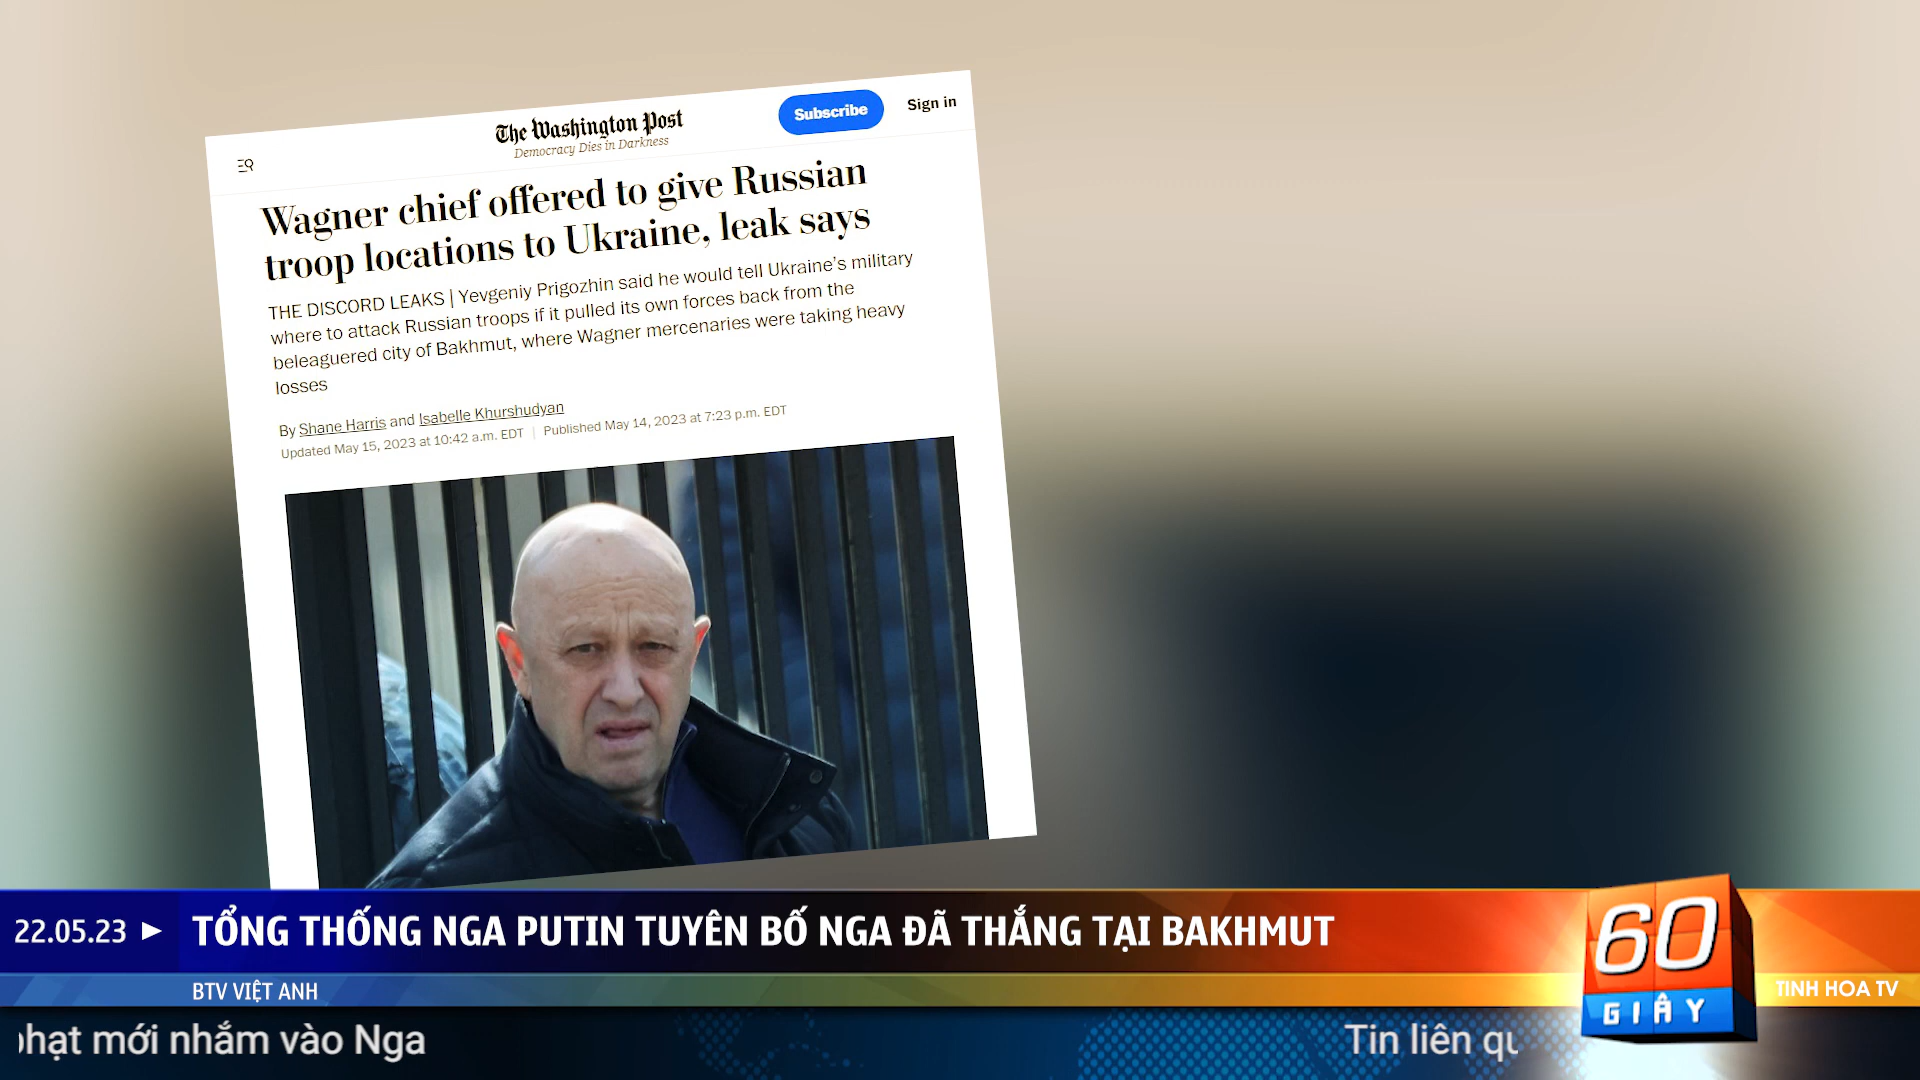 The Washington Post
Democracy Dies in Darkness
Subscribe
Sign in
Wagner chief offered to give Russian
troop locations to Ukraine, leak says
THE DISCORD LEAKS | Yevgeniy Prigozhin said he would tell Ukraine's military
where to attack Russian troops if it pulled its own forces back from the
beleaguered city of Bakhmut, where Wagner mercenaries were taking heavy
losses
By Shane Harris and Isabelle Khurshudyan
Updated May 15, 2023 at 10:42 a.m. EDT | Published May 14, 2023 at 7:23 p.m. EDT
22.05.23 ► TỔNG THỐNG NGA PUTIN TUYÊN BỐ NGA ĐÃ THẮNG TẠI BAKHMUT
BTV VIỆT ANH
60
GIÂY
TINH HOA TV
phạt mới nhắm vào Nga
Tin liên